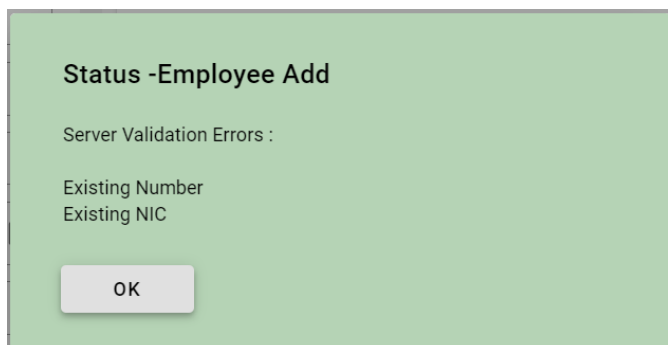 Status -Employee Add
Server Validation Errors :
Existing Number
Existing NIC
OK